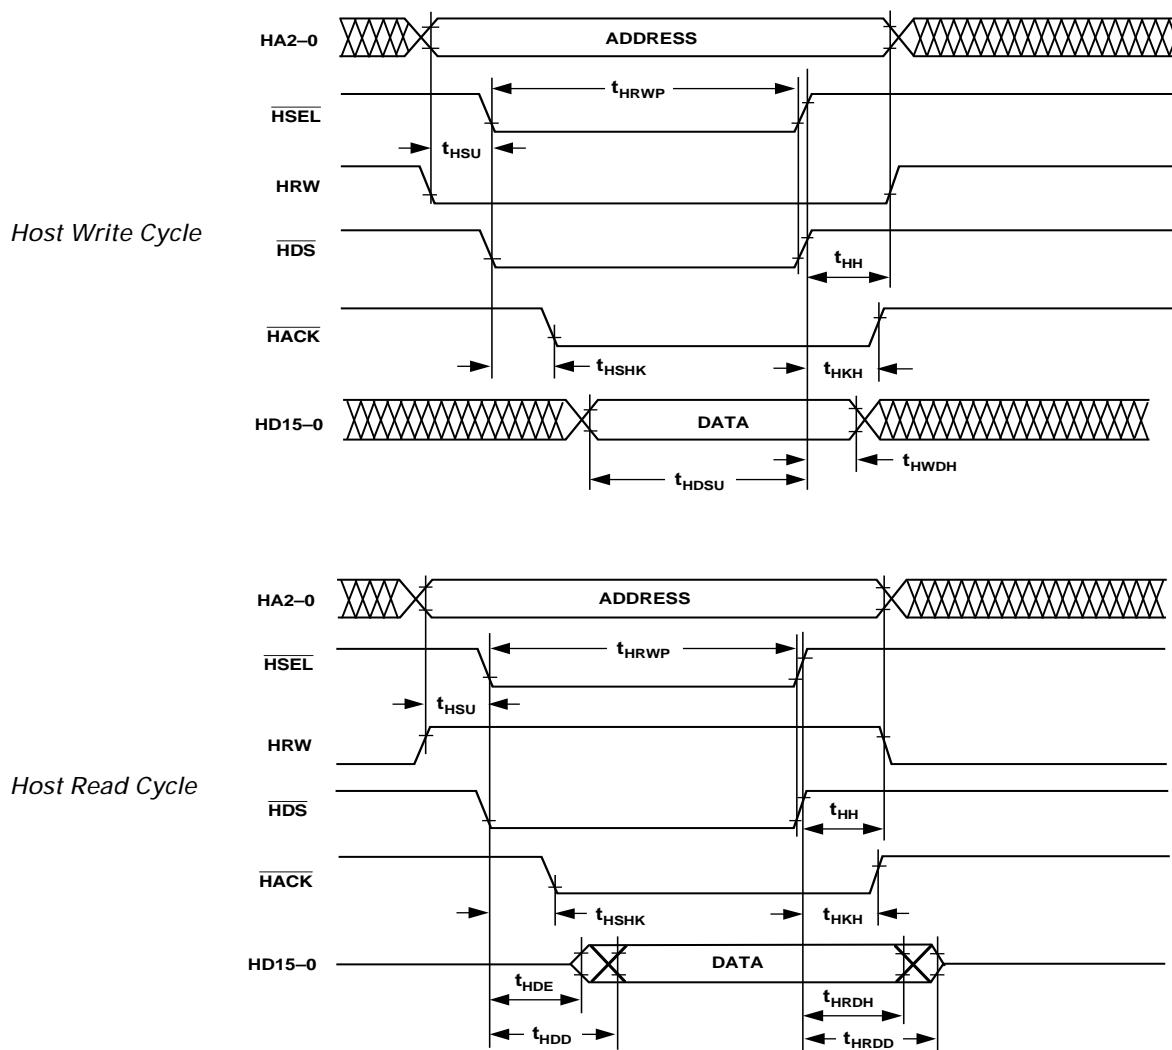 HA2–0
ADDRESS
tHRWP
HSEL
tHSU
HRW
Host Write Cycle
HDS
tHH
HACK
tHSHK
tHKH
HD15–0
DATA
tHWDH
tHDSU
HA2–0
ADDRESS
tHRWP
HSEL
tHSU
HRW
Host Read Cycle
HDS
tHH
HACK
tHSHK
tHKH
HD15–0
DATA
tHDE
tHRDH
tHDD
tHRDD